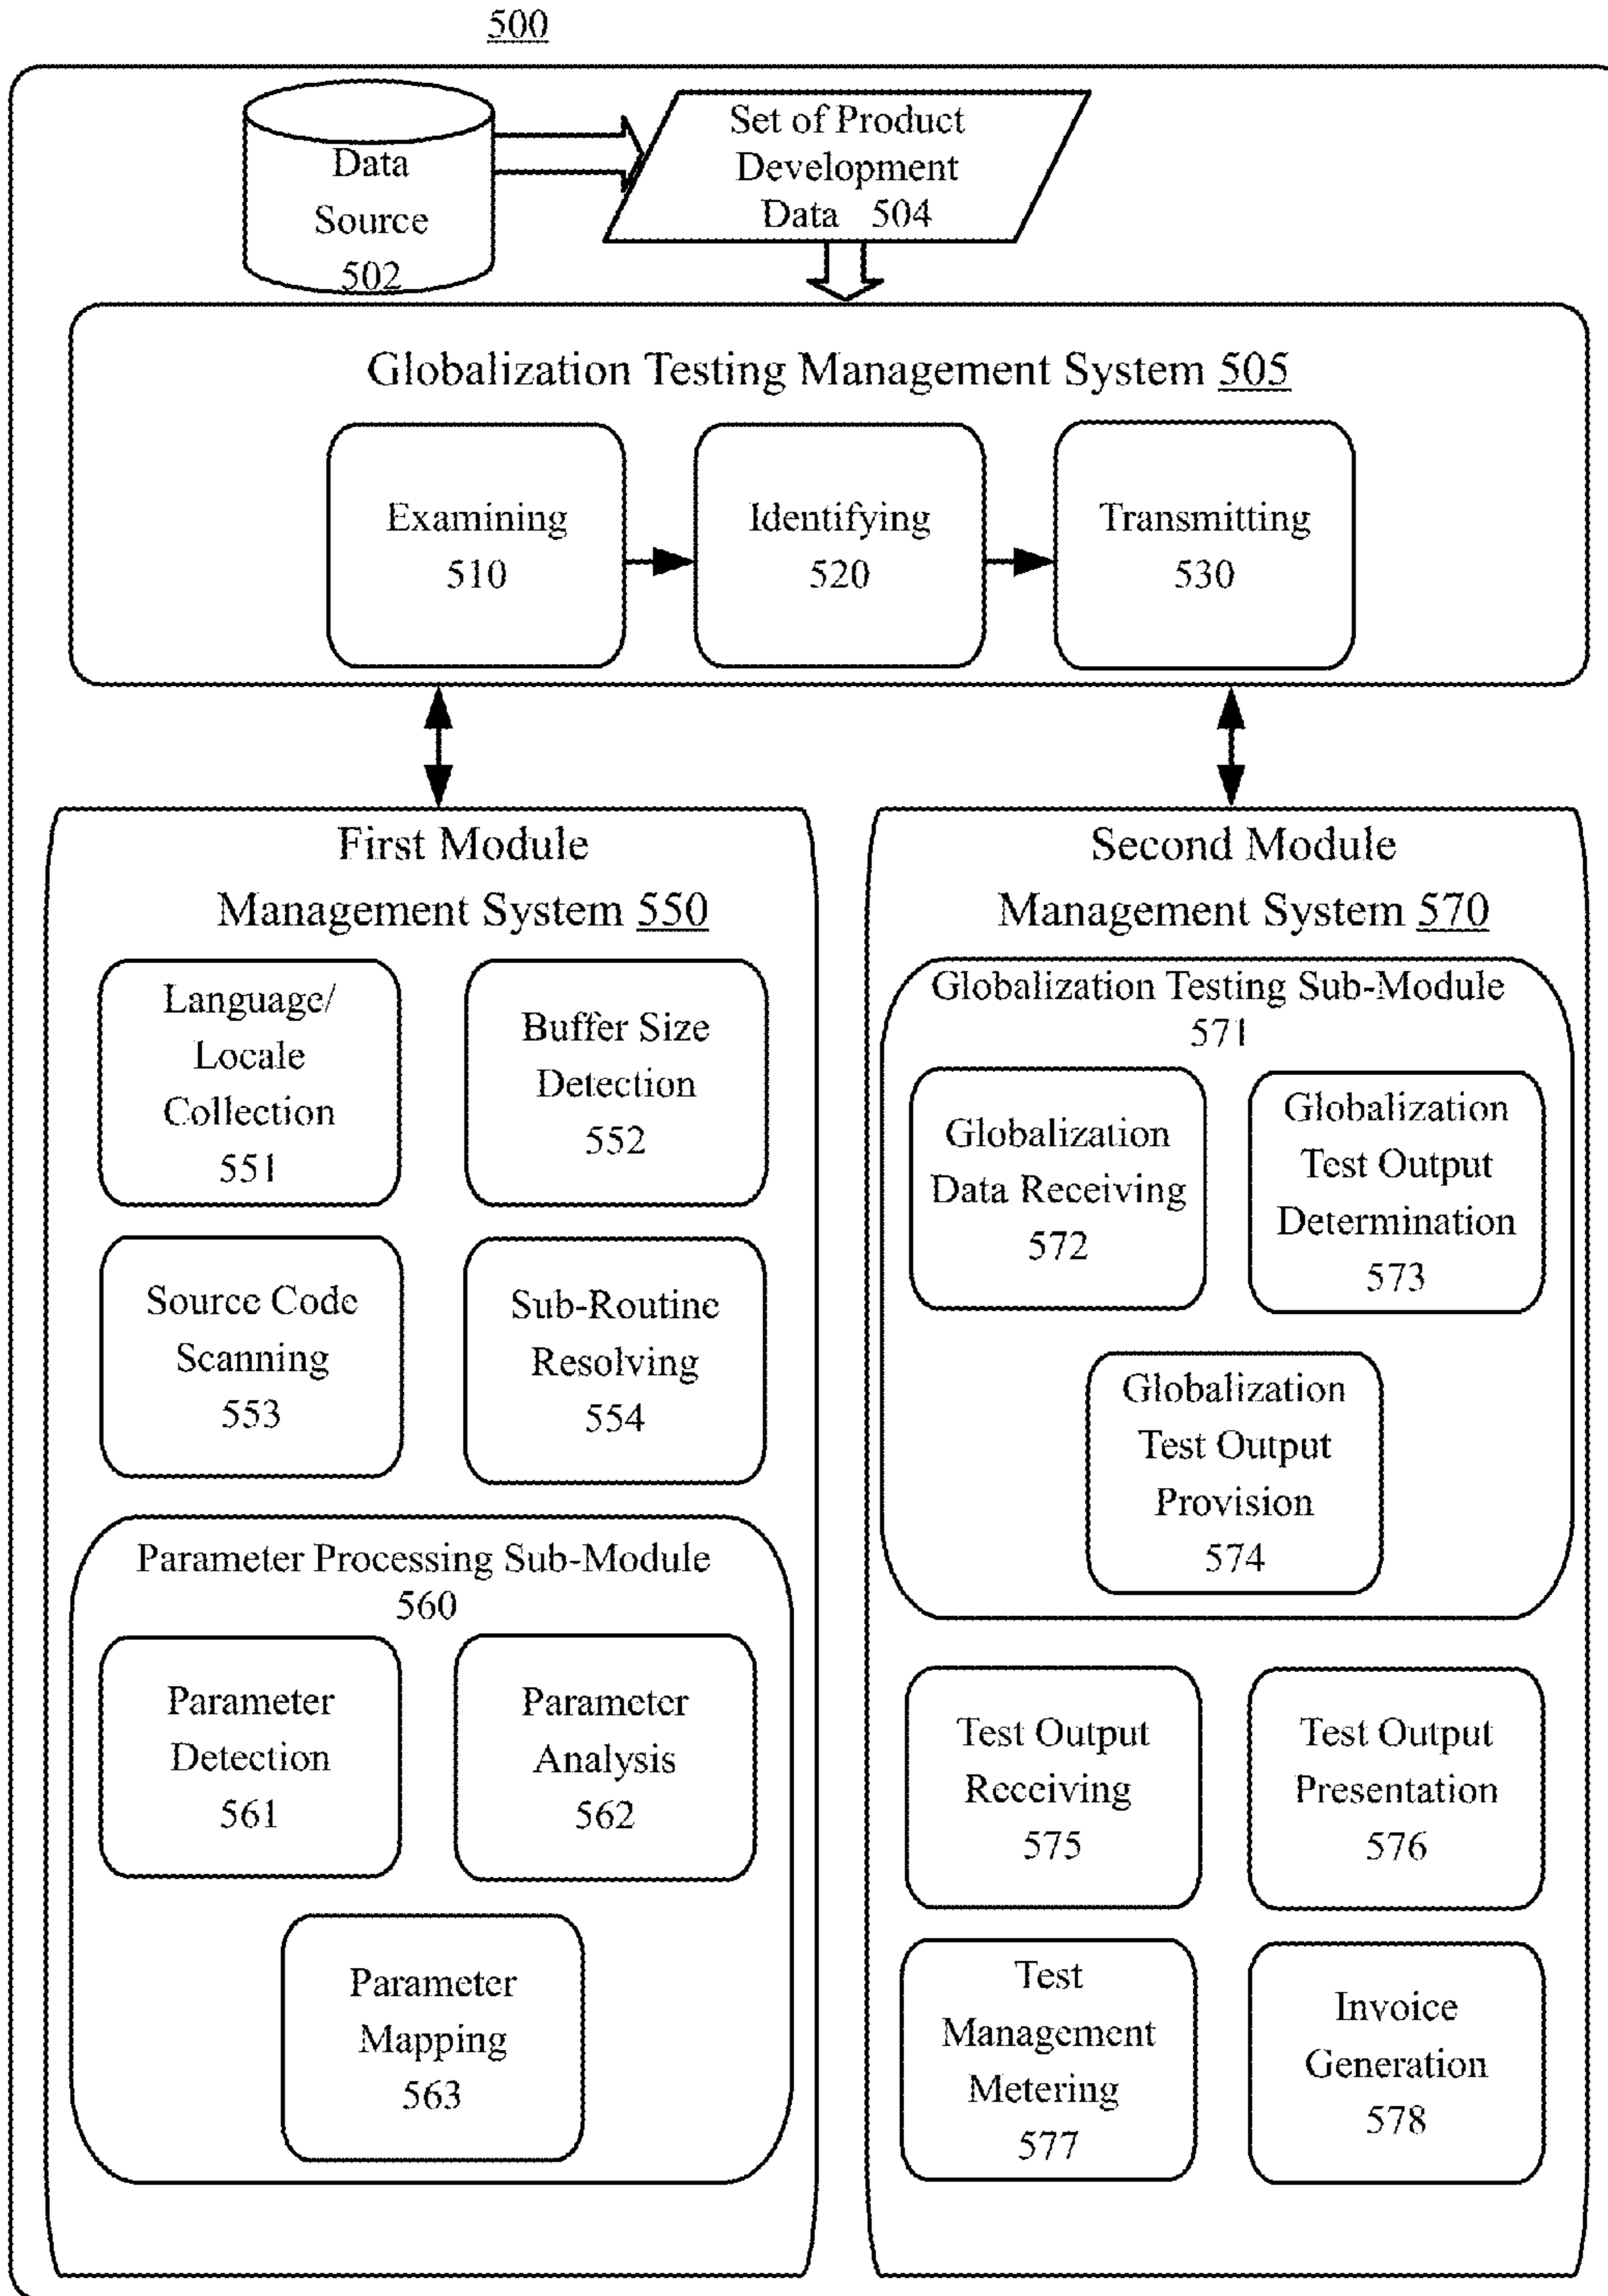 500
Data
Source
502
Set of Product
Development
Data 504
Globalization Testing Management System 505
Examining
510
Identifying
520
Transmitting
530
First Module
Management System 550
Language/
Locale
Collection
551
Buffer Size
Detection
552
Source Code
Scanning
553
Sub-Routine
Resolving
554
Parameter Processing Sub-Module
560
Parameter
Detection
561
Parameter
Analysis
562
Parameter
Mapping
563
Second Module
Management System 570
Globalization Testing Sub-Module
571
Globalization
Data Receiving
572
Globalization
Test Output
Determination
573
Globalization
Test Output
Provision
574
Test Output
Receiving
575
Test Output
Presentation
576
Test
Management
Metering
577
Invoice
Generation
578